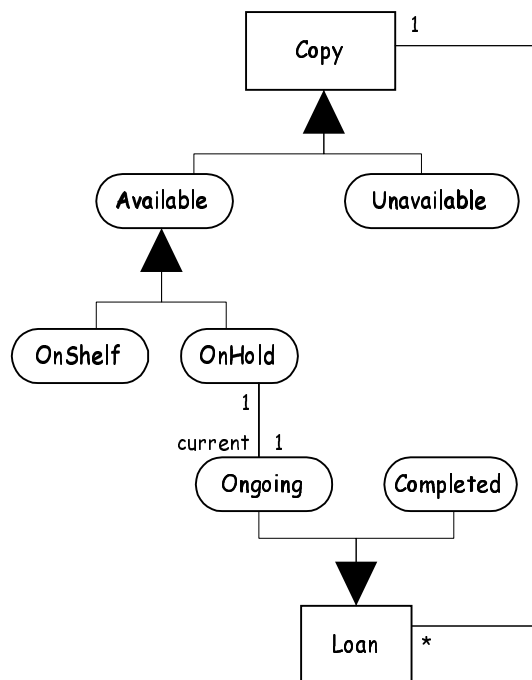 1
Copy
Available
Unavailable
OnShelf
OnHold
1
current 1
Ongoing
Completed
Loan
*